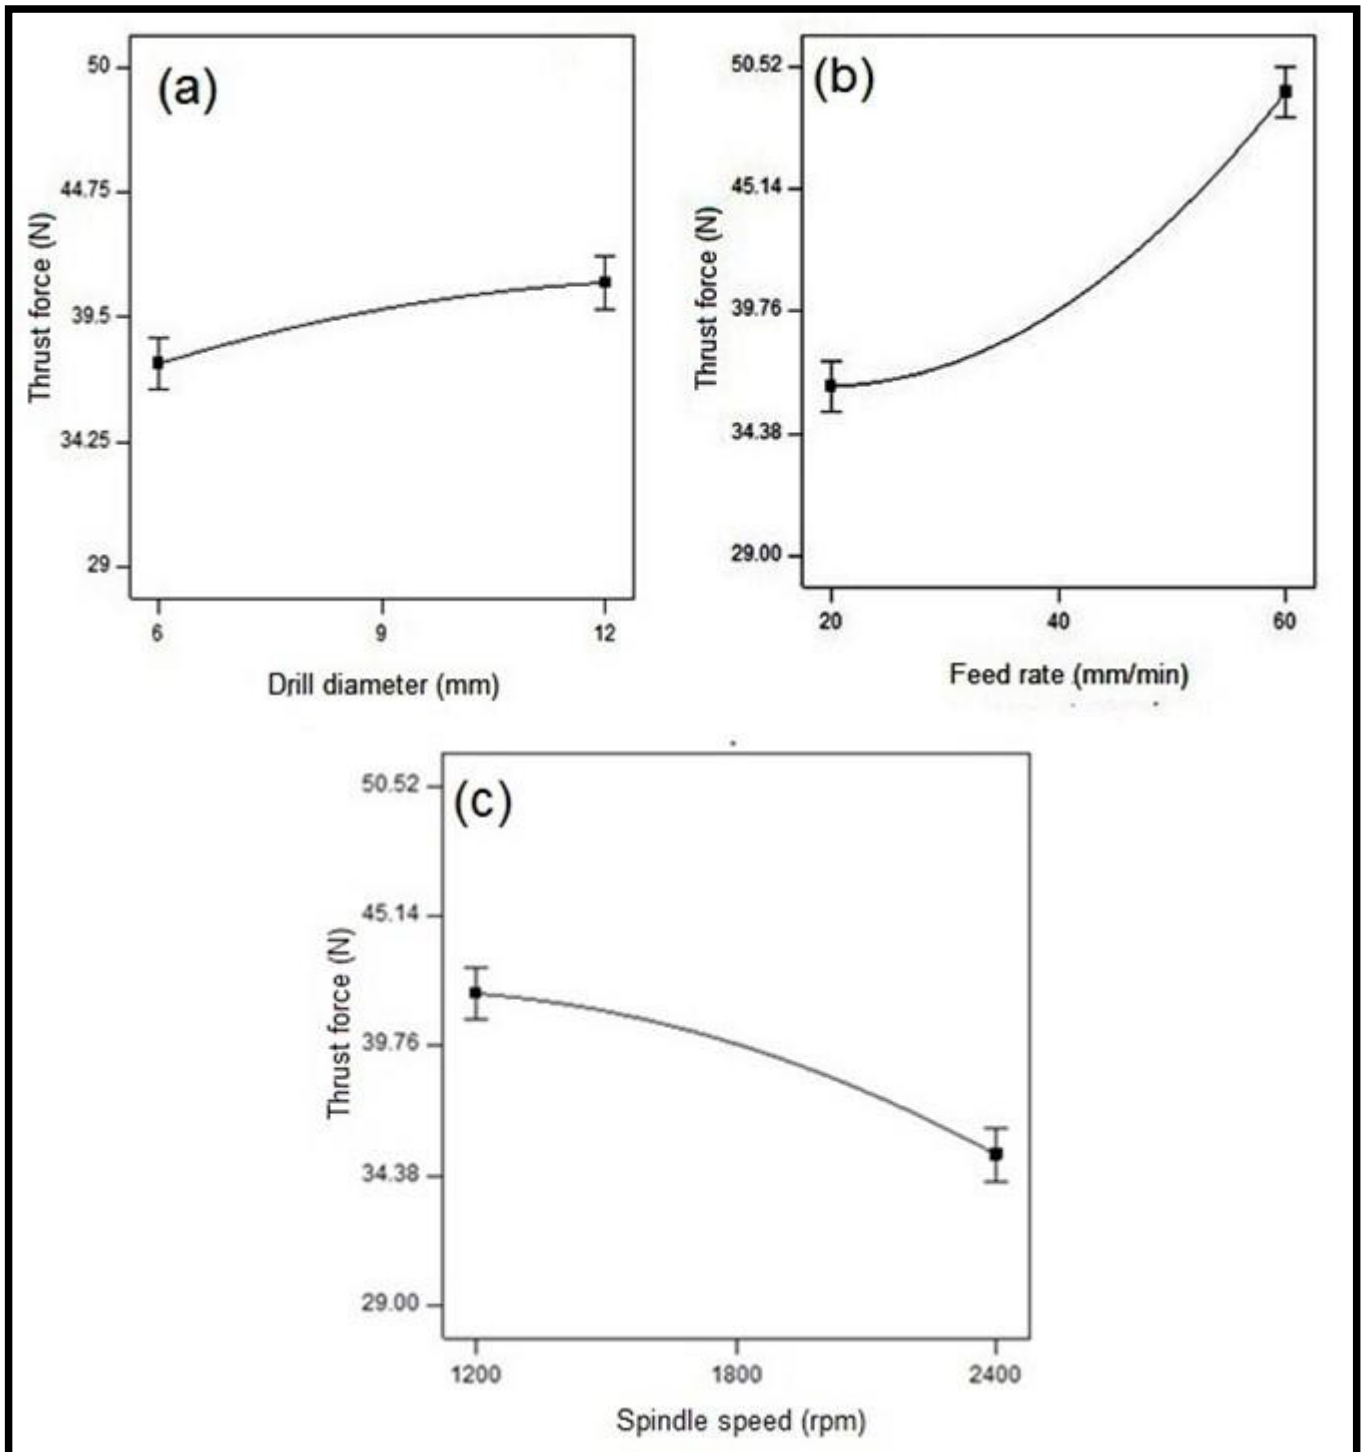 (a)
50
44.75
39.5
34.25
29
Thrust force (N)
6 9 12
Drill diameter (mm)
(b)
50.52
45.14
39.76
34.38
29.00
Thrust force (N)
20 40 60
Feed rate (mm/min)
(c)
50.52
45.14
39.76
34.38
29.00
Thrust force (N)
1200 1800 2400
Spindle speed (rpm)